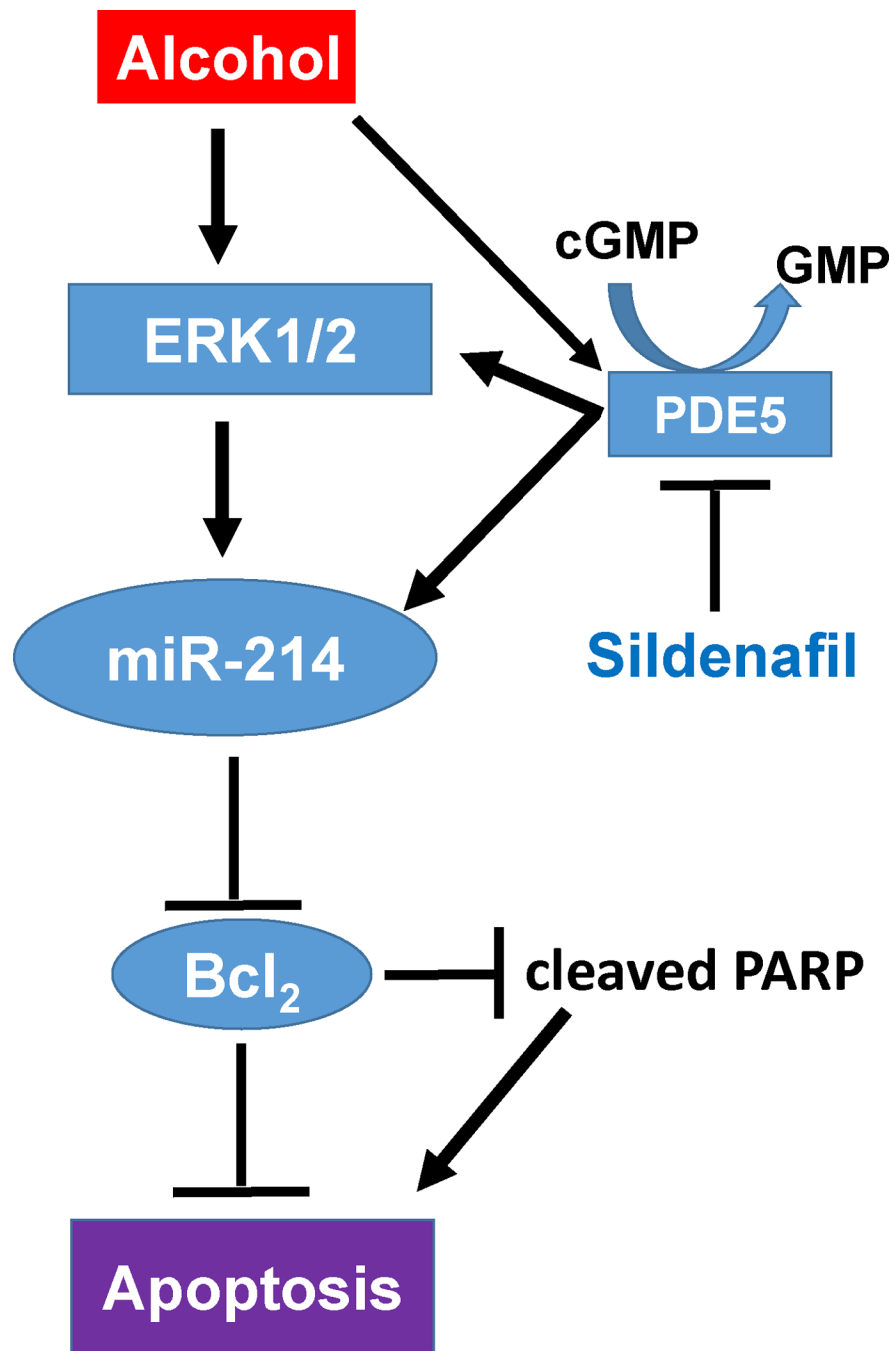 Alcohol
cGMP
GMP
ERK1/2
PDE5
miR-214
Sildenafil
Bcl₂
cleaved PARP
Apoptosis